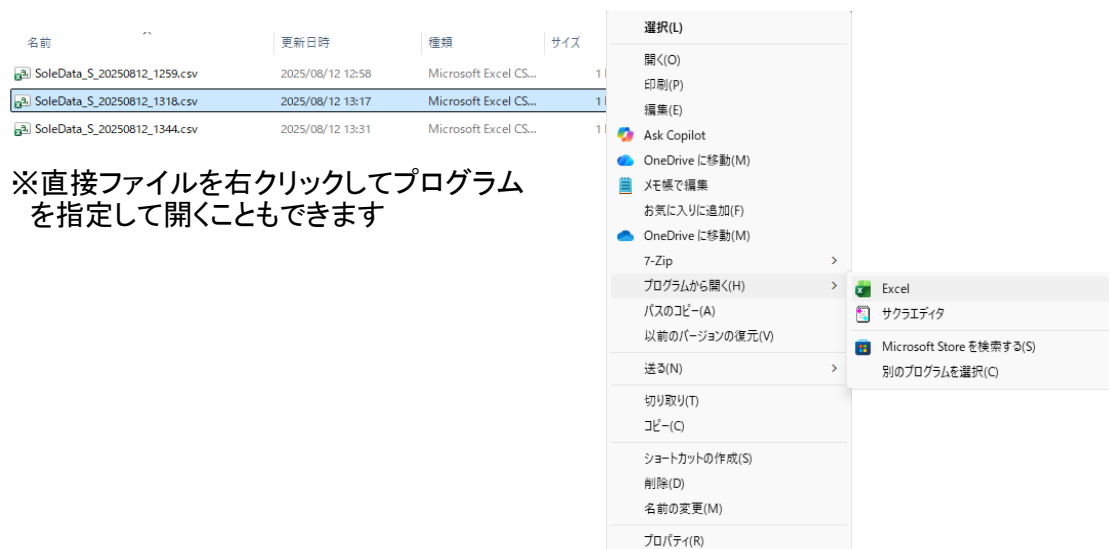 名前
更新日時
種類
サイズ
SoleData_S_20250812_1259.csv 2025/08/12 12:58 Microsoft Excel CS... 1
SoleData_S_20250812_1318.csv 2025/08/12 13:17 Microsoft Excel CS... 1
SoleData_S_20250812_1344.csv 2025/08/12 13:31 Microsoft Excel CS... 1
※直接ファイルを右クリックしてプログラム
を指定して開くこともできます
選択(L)
開く(O)
印刷(P)
編集(E)
Ask Copilot
OneDrive に移動(M)
メモ帳で編集
お気に入りに追加(F)
OneDrive に移動(M)
7-Zip
プログラムから開く(H)
パスのコピー(A)
以前のバージョンの復元(V)
送る(N)
切り取り(T)
コピー(C)
ショートカットの作成(S)
削除(D)
名前の変更(M)
プロパティ(R)
Excel
サクラエディタ
Microsoft Store を検索する(S)
別のプログラムを選択(C)